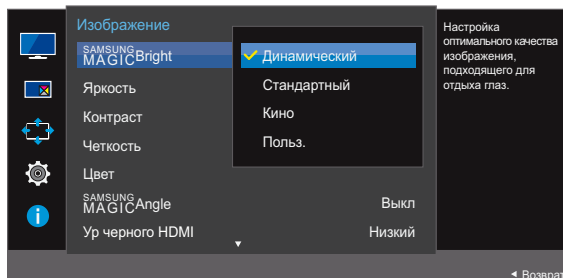 Изображение
SAMSUNG
MAGICBright
Яркость
Контраст
Четкость
Цвет
SAMSUNG
MAGICAngle
Выкл
Ур черного HDMI
Низкий
Динамический
Стандартный
Кино
Польз.
Настройка
оптимального качества
изображения,
подходящего для
отдыха глаз.
Возврат